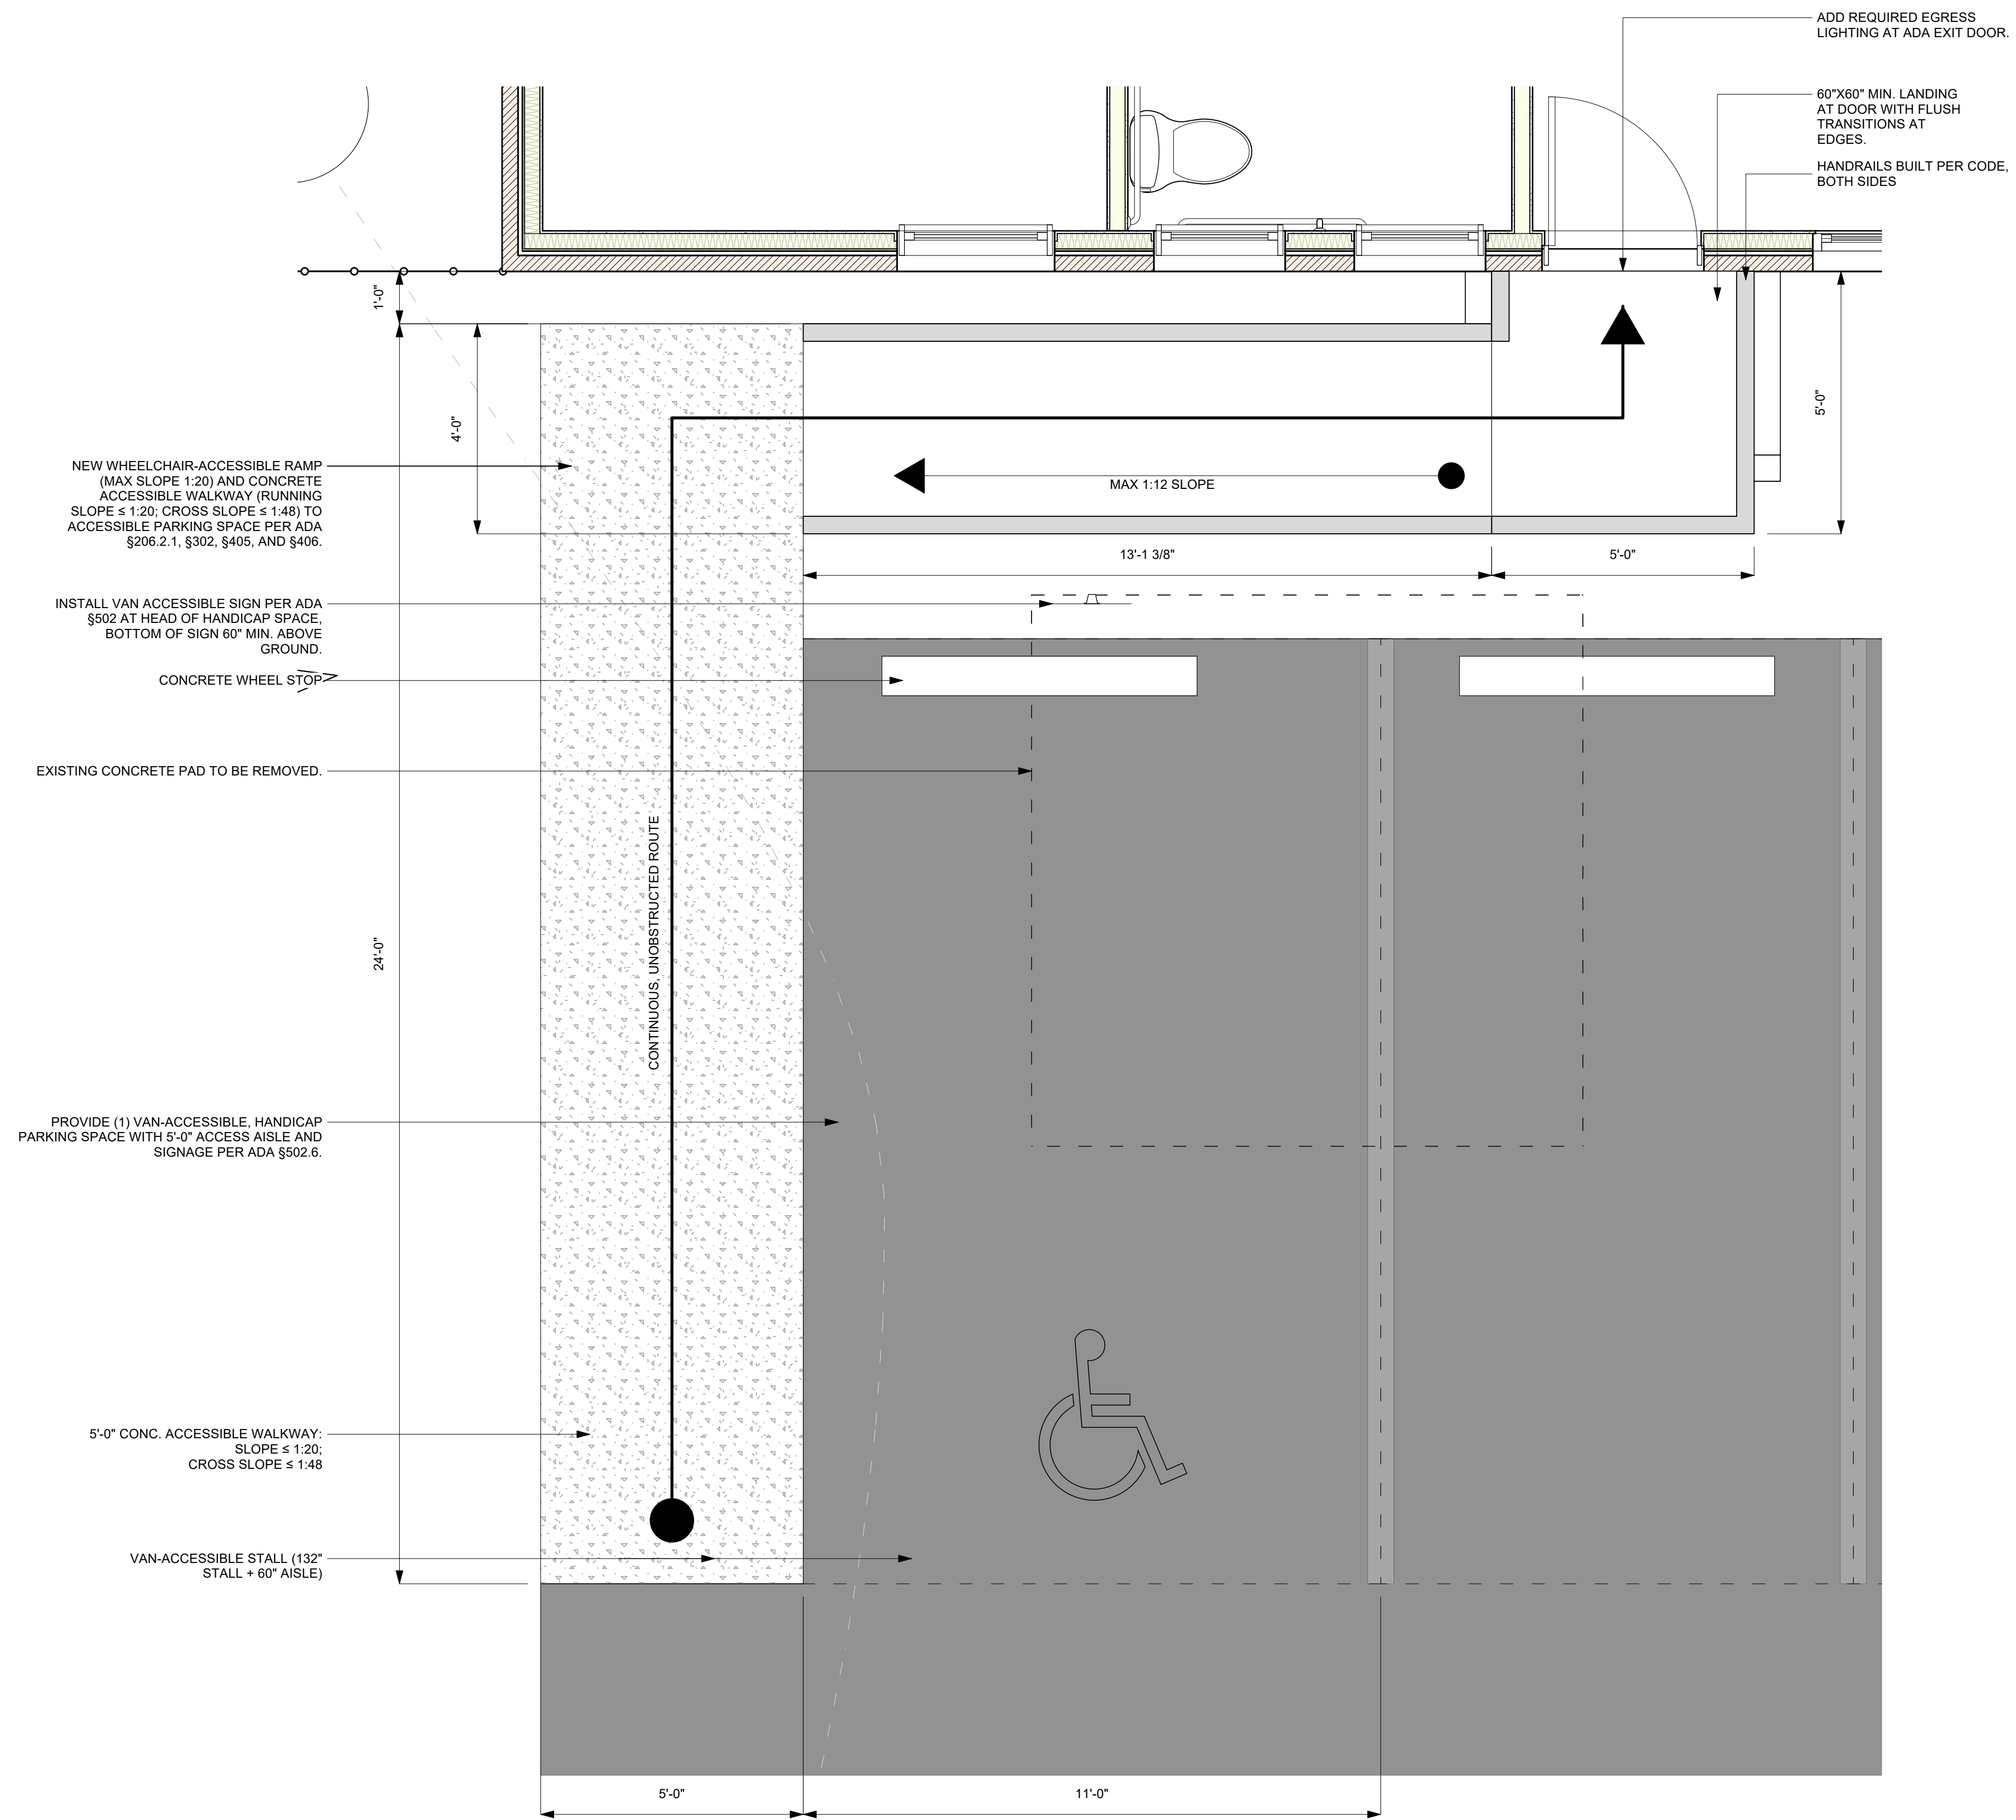 ADD REQUIRED EGRESS
LIGHTING AT ADA EXIT DOOR.
60"X60" MIN. LANDING
AT DOOR WITH FLUSH
TRANSITIONS AT
EDGES.
HANDRAILS BUILT PER CODE,
BOTH SIDES
1'-0"
4'-0"
5'-0"
NEW WHEELCHAIR-ACCESSIBLE RAMP
(MAX SLOPE 1:20) AND CONCRETE
ACCESSIBLE WALKWAY (RUNNING
SLOPE ≤ 1:20; CROSS SLOPE ≤ 1:48) TO
ACCESSIBLE PARKING SPACE PER ADA
§206.2.1, §302, §405, AND §406.
MAX 1:12 SLOPE
13'-1 3/8"
5'-0"
INSTALL VAN ACCESSIBLE SIGN PER ADA
§502 AT HEAD OF HANDICAP SPACE,
BOTTOM OF SIGN 60" MIN. ABOVE
GROUND.
CONCRETE WHEEL STOP
EXISTING CONCRETE PAD TO BE REMOVED.
24'-0"
CONTINUOUS, UNOBSTRUCTED ROUTE
PROVIDE (1) VAN-ACCESSIBLE, HANDICAP
PARKING SPACE WITH 5'-0" ACCESS AISLE AND
SIGNAGE PER ADA §502.6.
5'-0" CONC. ACCESSIBLE WALKWAY:
SLOPE ≤ 1:20;
CROSS SLOPE ≤ 1:48
VAN-ACCESSIBLE STALL (132"
STALL + 60" AISLE)
5'-0"
11'-0"